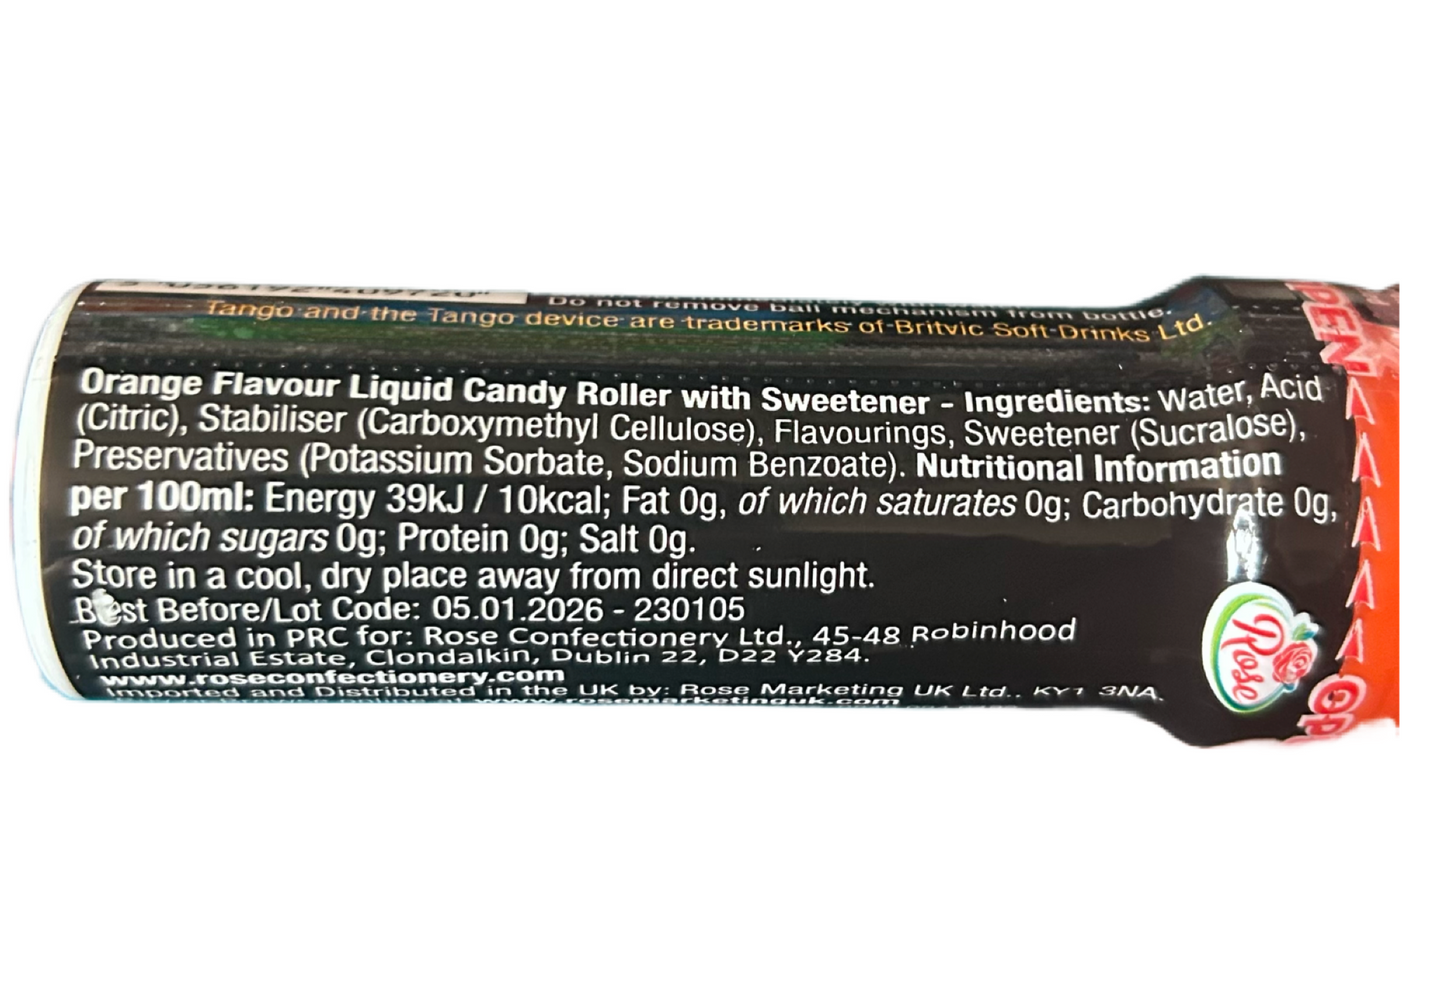 Do not remove ball mechanism from bottle.
Tango and the Tango device are trademarks of Britvic Soft Drinks Ltd.
Orange Flavour Liquid Candy Roller with Sweetener - Ingredients: Water, Acid
(Citric), Stabiliser (Carboxymethyl Cellulose), Flavourings, Sweetener (Sucralose),
Preservatives (Potassium Sorbate, Sodium Benzoate). Nutritional Information
per 100ml: Energy 39kJ / 10kcal; Fat 0g, of which saturates 0g; Carbohydrate 0g,
of which sugars 0g; Protein 0g; Salt 0g.
Store in a cool, dry place away from direct sunlight.
Best Before/Lot Code: 05.01.2026 - 230105
Produced in PRC for: Rose Confectionery Ltd., 45-48 Robinhood
Industrial Estate, Clondalkin, Dublin 22, D22 Y284.
www.roseconfectionery.com
Imported and Distributed in the UK by: Rose Marketing UK Ltd., KY1 3NA.
www.rosemarketinguk.com
Rose
PEN
OP